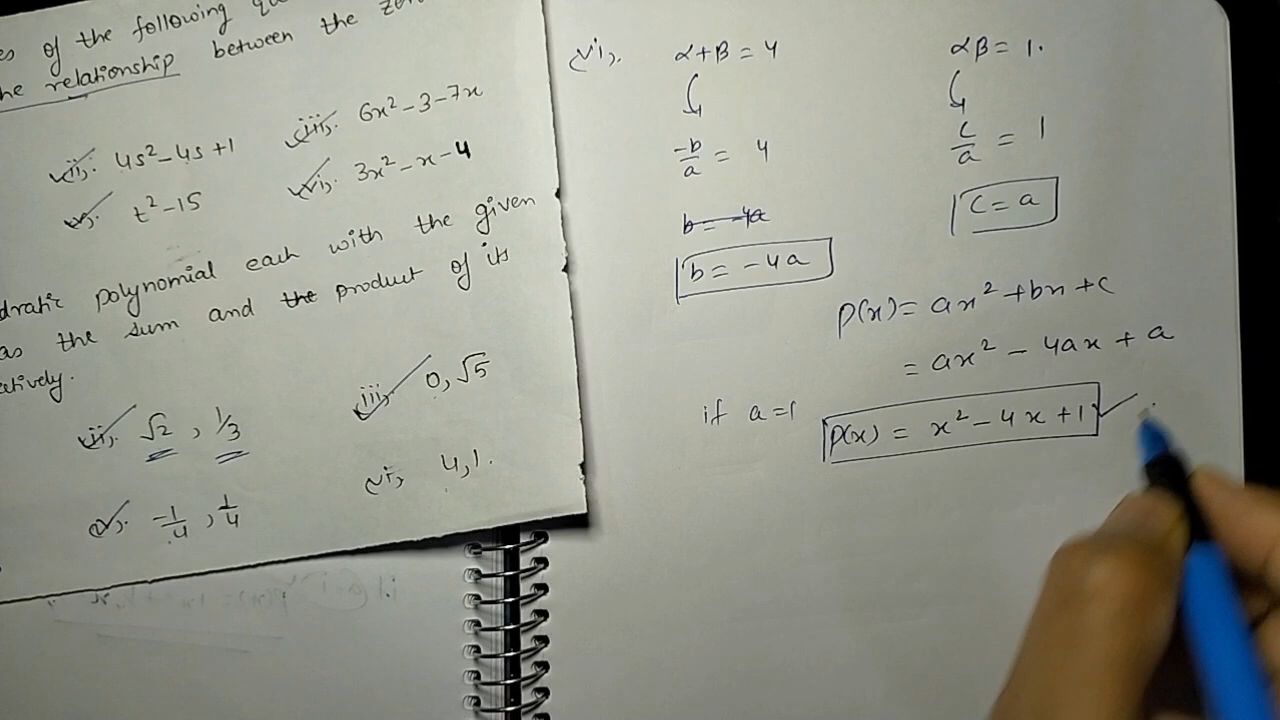 of the following
he relationship between the
(ii). 4s² - 4s + 1 (iii). 6x² - 3 - 7x
(v). t² - 15 (vi). 3x² - x - 4
polynomial each with the given
as the sum and the product of its
(ii). √2, 1/3 (iii). 0, √5
(v). -1/4, 1/4 (vi), 4, 1.
(vi). α+β = 4 αβ = 1.
-b/a = 4 c/a = 1
b = -4a c = a
b = -4a
p(x) = ax² + bx + c
= ax² - 4ax + a
if a=1 p(x) = x² - 4x + 1